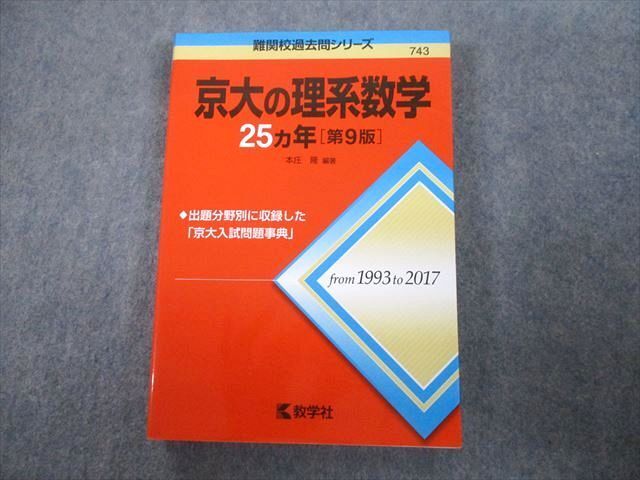 難関校過去問シリーズ
743
京大の理系数学
25ヵ年[第9版]
本庄 隆 編著
◆出題分野別に収録した
「京大入試問題事典」
from 1993 to 2017
教学社